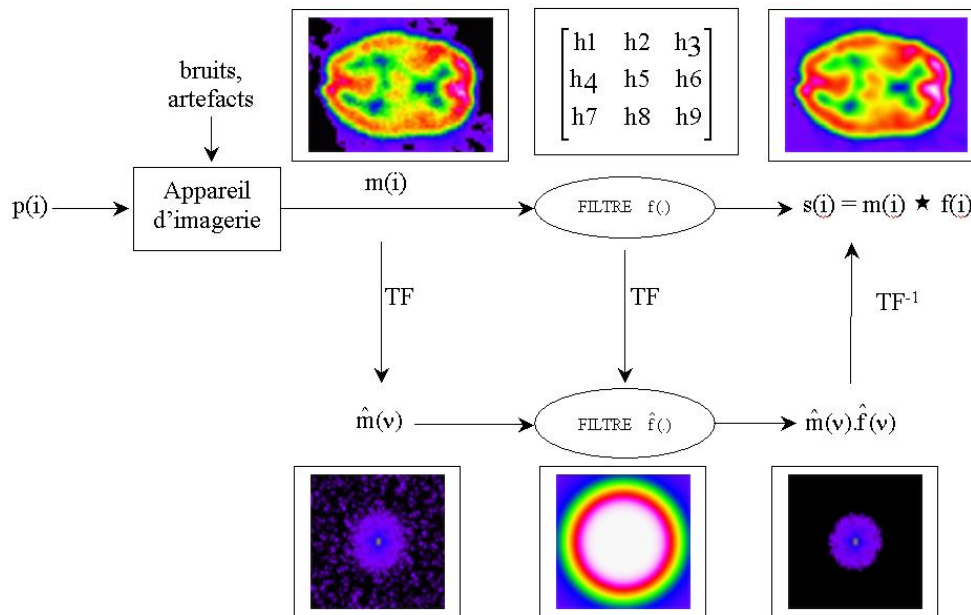 bruits,
artefacts
h1 h2 h3
h4 h5 h6
h7 h8 h9
p(i)
Appareil
d'imagerie
m(i)
FILTRE f(.)
s(i) = m(i) ★ f(i)
TF
TF
TF⁻¹
m̂(ν)
FILTRE f̂(.)
m̂(ν).f̂(ν)